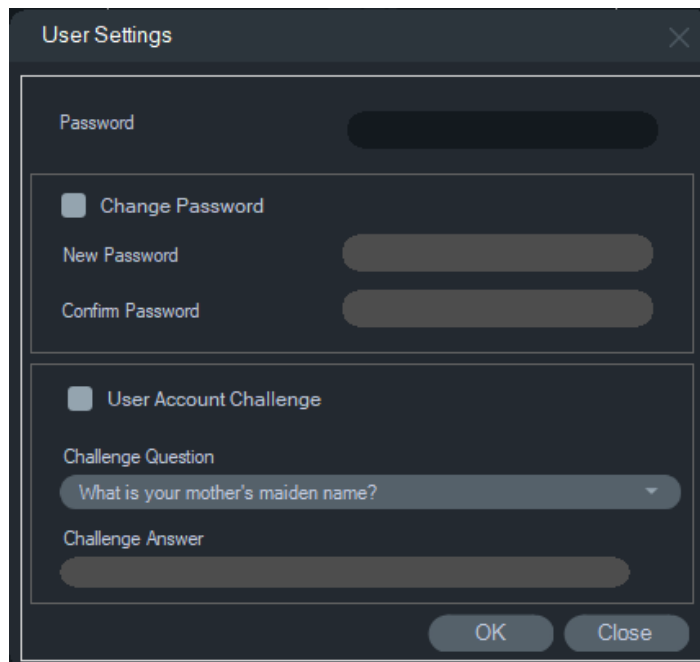 User Settings
Password
Change Password
New Password
Confirm Password
User Account Challenge
Challenge Question
What is your mother's maiden name?
Challenge Answer
OK
Close